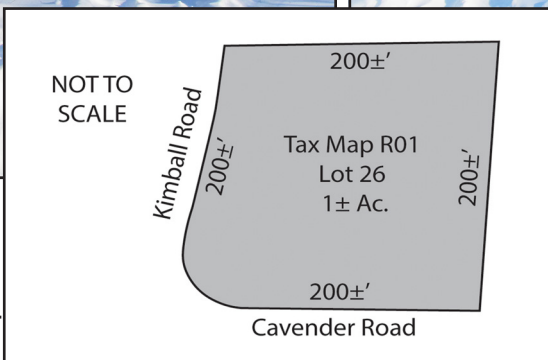 NOT TO
SCALE
200±’
Kimball Road
200±’
Tax Map R01
Lot 26
1± Ac.
200±’
200±’
Cavender Road